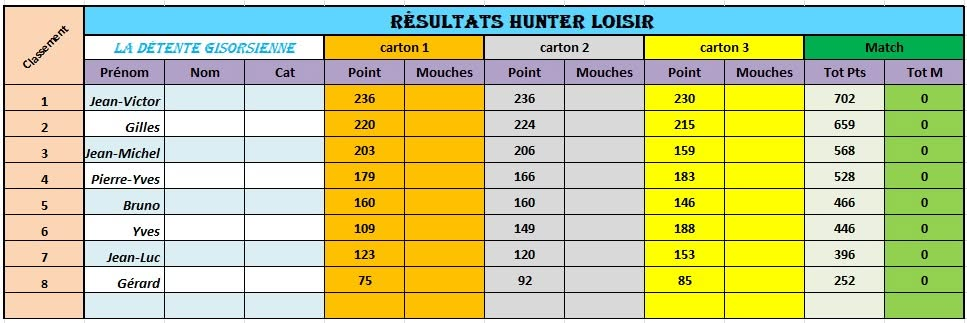 RÉSULTATS HUNTER LOISIR
Classement
LA DÉTENTE GISORSIENNE carton 1 carton 2 carton 3 Match
Prénom Nom Cat Point Mouches Point Mouches Point Mouches Tot Pts Tot M
1 Jean-Victor 236 236 230 702 0
2 Gilles 220 224 215 659 0
3 Jean-Michel 203 206 159 568 0
4 Pierre-Yves 179 166 183 528 0
5 Bruno 160 160 146 466 0
6 Yves 109 149 188 446 0
7 Jean-Luc 123 120 153 396 0
8 Gérard 75 92 85 252 0